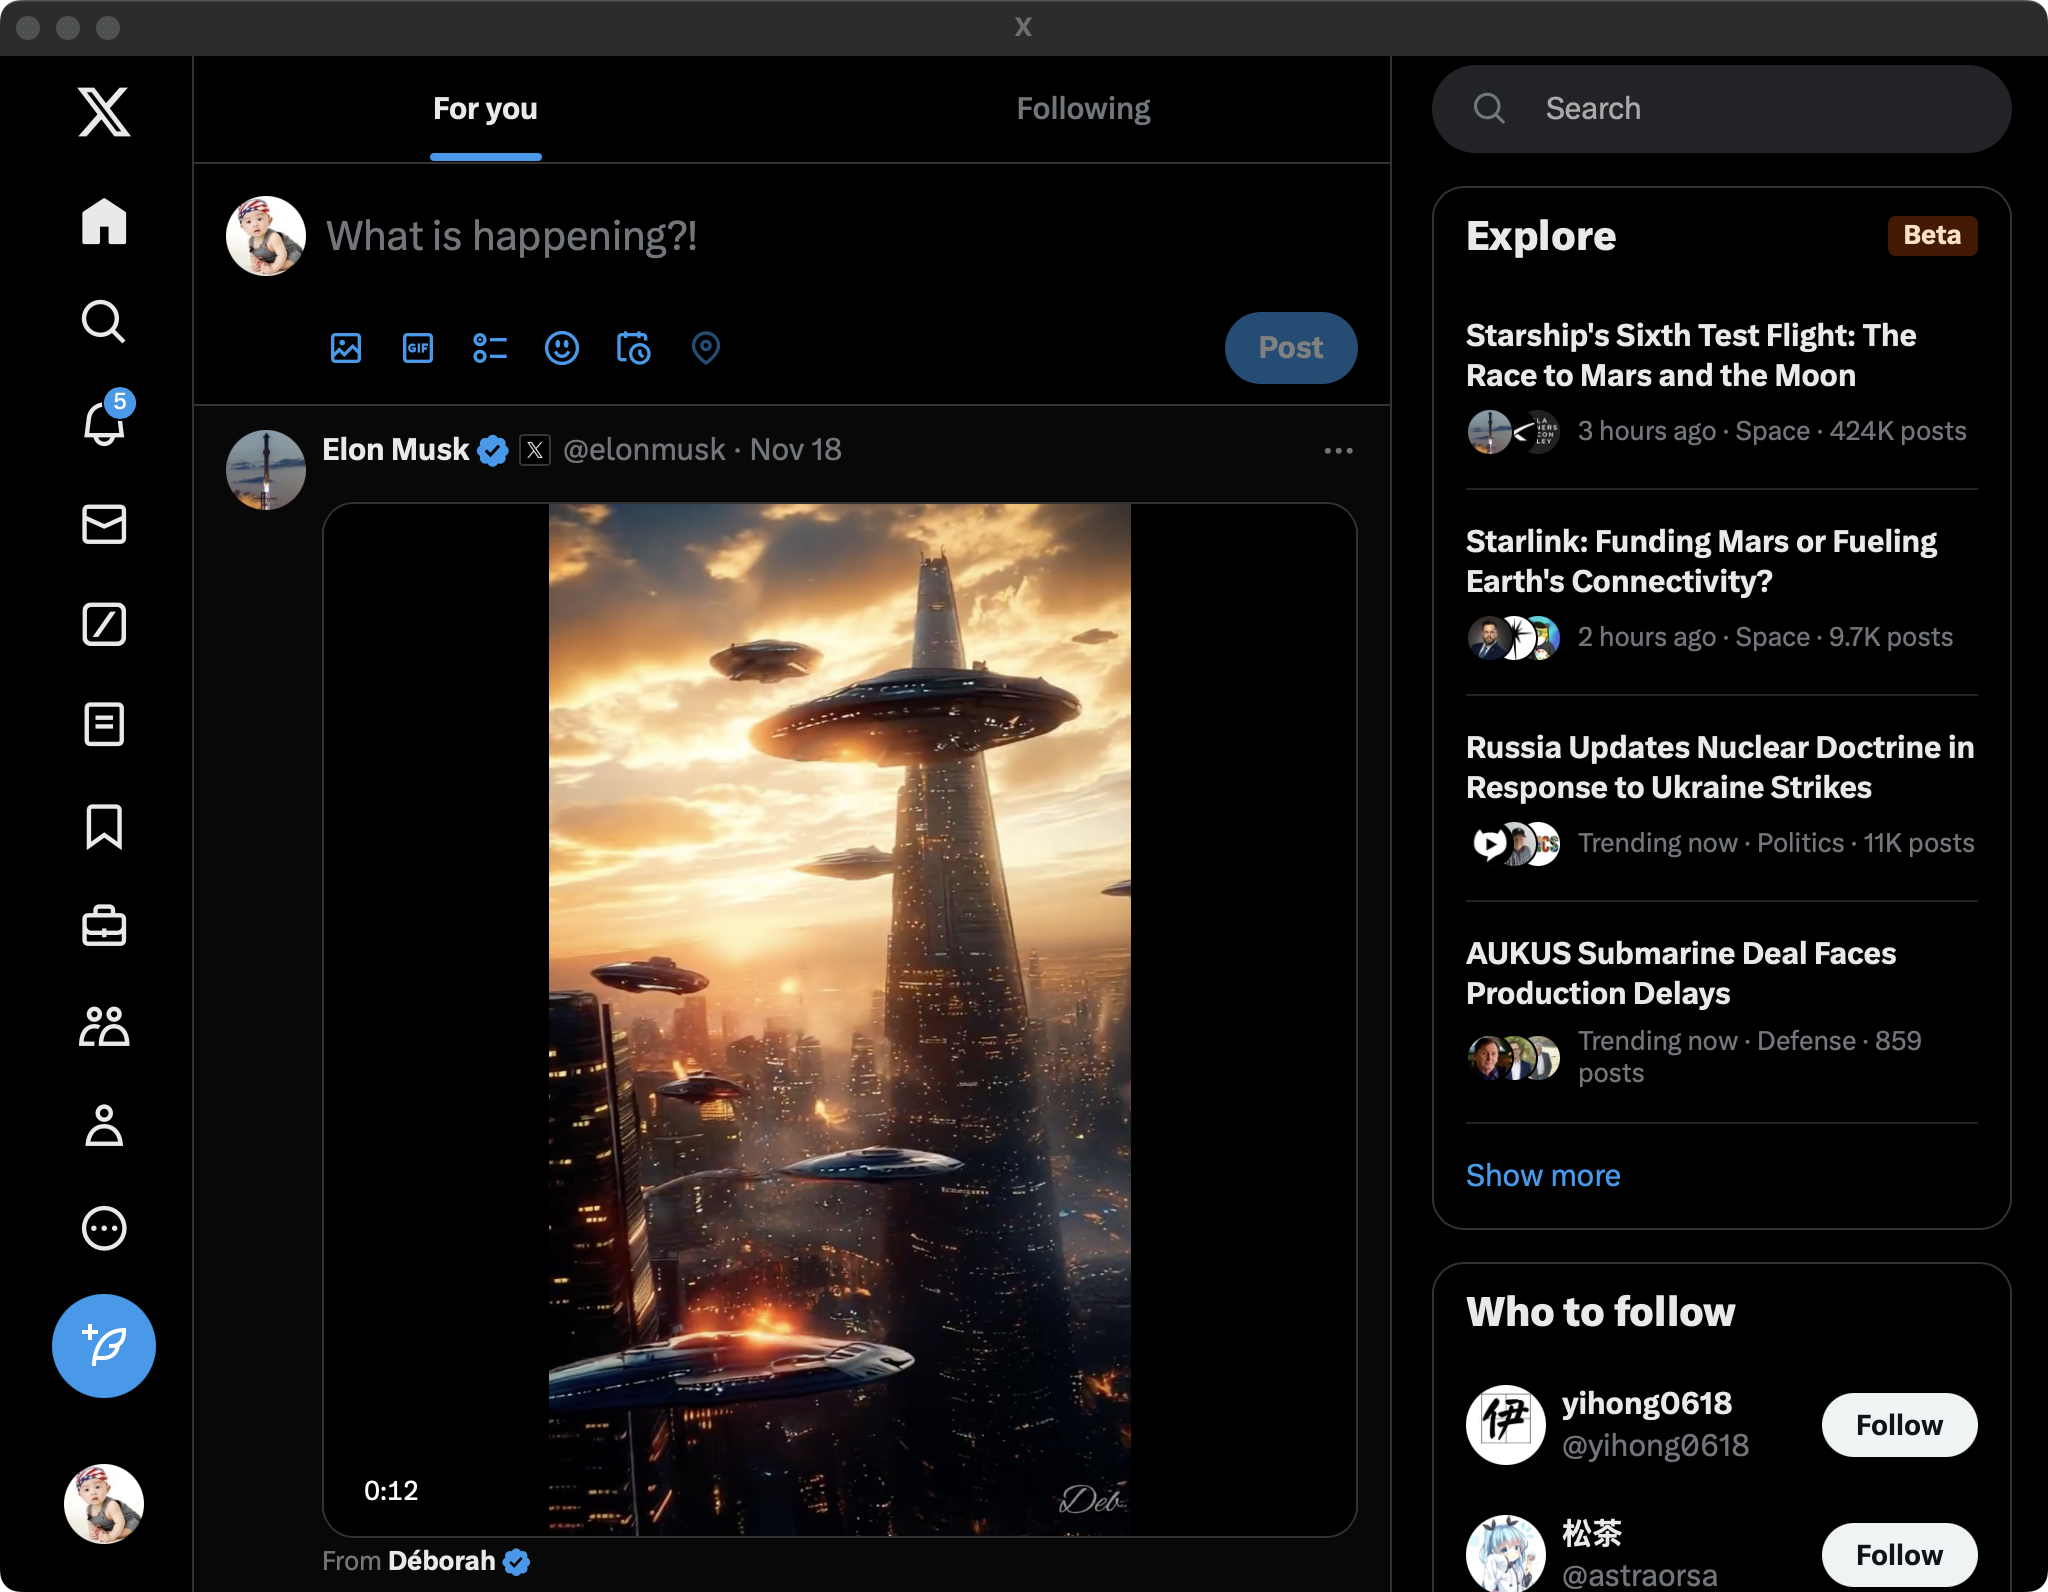 X
For you
Following
What is happening?!
GIF
Post
5
Elon Musk @elonmusk · Nov 18
0:12
Deb
From Déborah
Search
Explore
Beta
Starship's Sixth Test Flight: The
Race to Mars and the Moon
3 hours ago · Space · 424K posts
Starlink: Funding Mars or Fueling
Earth's Connectivity?
2 hours ago · Space · 9.7K posts
Russia Updates Nuclear Doctrine in
Response to Ukraine Strikes
Trending now · Politics · 11K posts
AUKUS Submarine Deal Faces
Production Delays
Trending now · Defense · 859
posts
Show more
Who to follow
伊
yihong0618
@yihong0618
Follow
松茶
@astraorsa
Follow